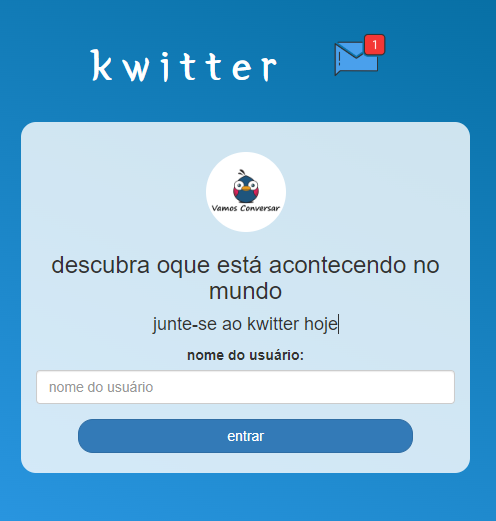 kwitter
1
Vamos Conversar
descubra oque está acontecendo no
mundo
junte-se ao kwitter hoje
nome do usuário:
nome do usuário
entrar